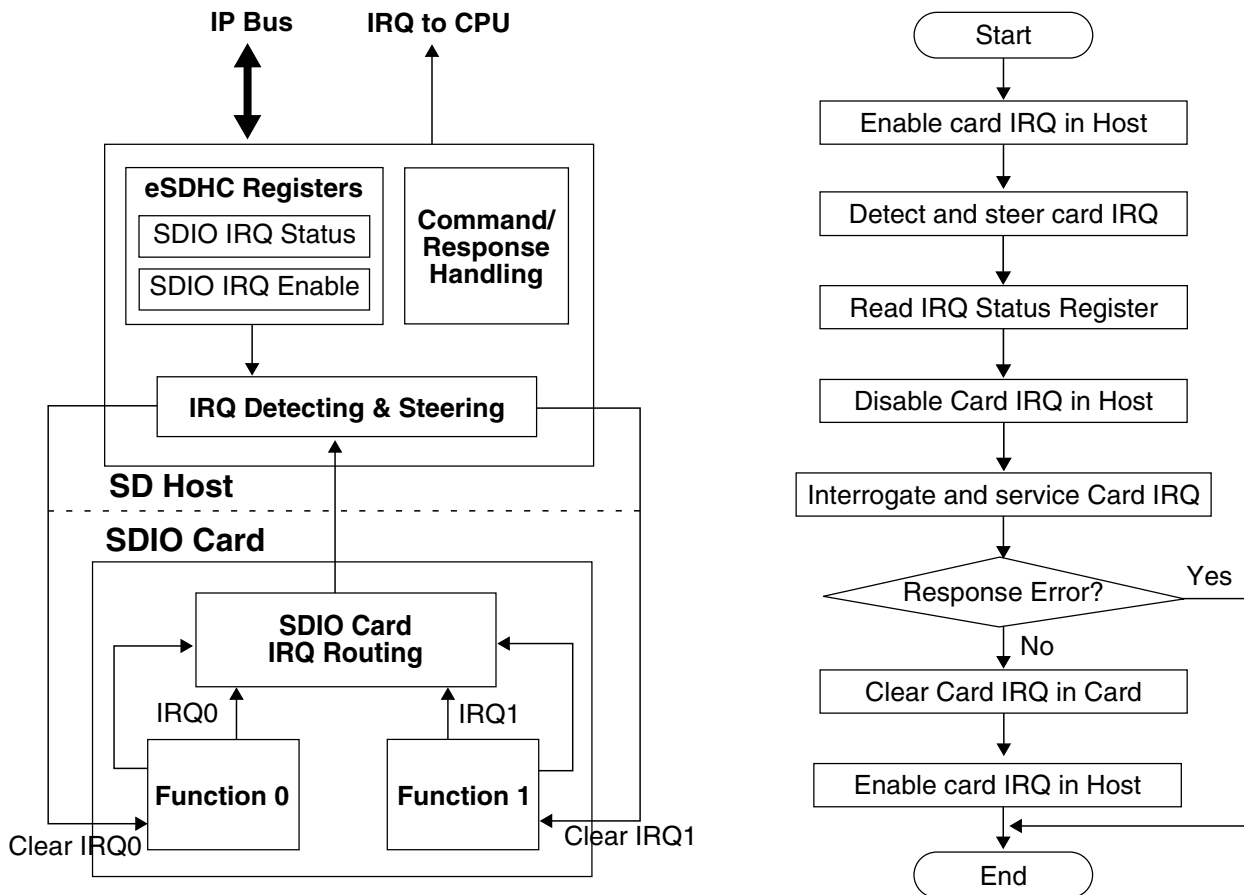 IP Bus
IRQ to CPU
eSDHC Registers
SDIO IRQ Status
SDIO IRQ Enable
Command/
Response
Handling
IRQ Detecting & Steering
SD Host
SDIO Card
SDIO Card
IRQ Routing
IRQ0
IRQ1
Function 0
Function 1
Clear IRQ0
Clear IRQ1
Start
Enable card IRQ in Host
Detect and steer card IRQ
Read IRQ Status Register
Disable Card IRQ in Host
Interrogate and service Card IRQ
Response Error?
Yes
No
Clear Card IRQ in Card
Enable card IRQ in Host
End